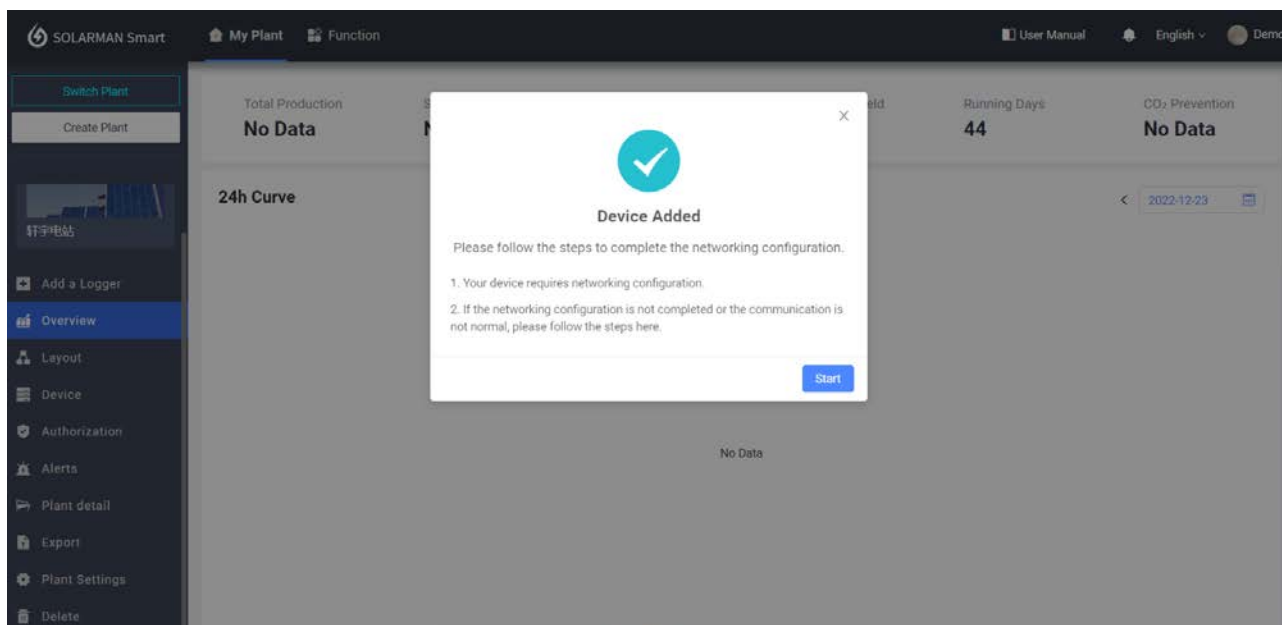 SOLARMAN Smart
My Plant
Function
User Manual
English
Demo
Switch Plant
Create Plant
轩宇电站
Add a Logger
Overview
Layout
Device
Authorization
Alerts
Plant detail
Export
Plant Settings
Delete
Total Production
No Data
Running Days
44
CO₂ Prevention
No Data
24h Curve
2022-12-23
Device Added
Please follow the steps to complete the networking configuration.
1. Your device requires networking configuration.
2. If the networking configuration is not completed or the communication is
not normal, please follow the steps here.
Start
No Data